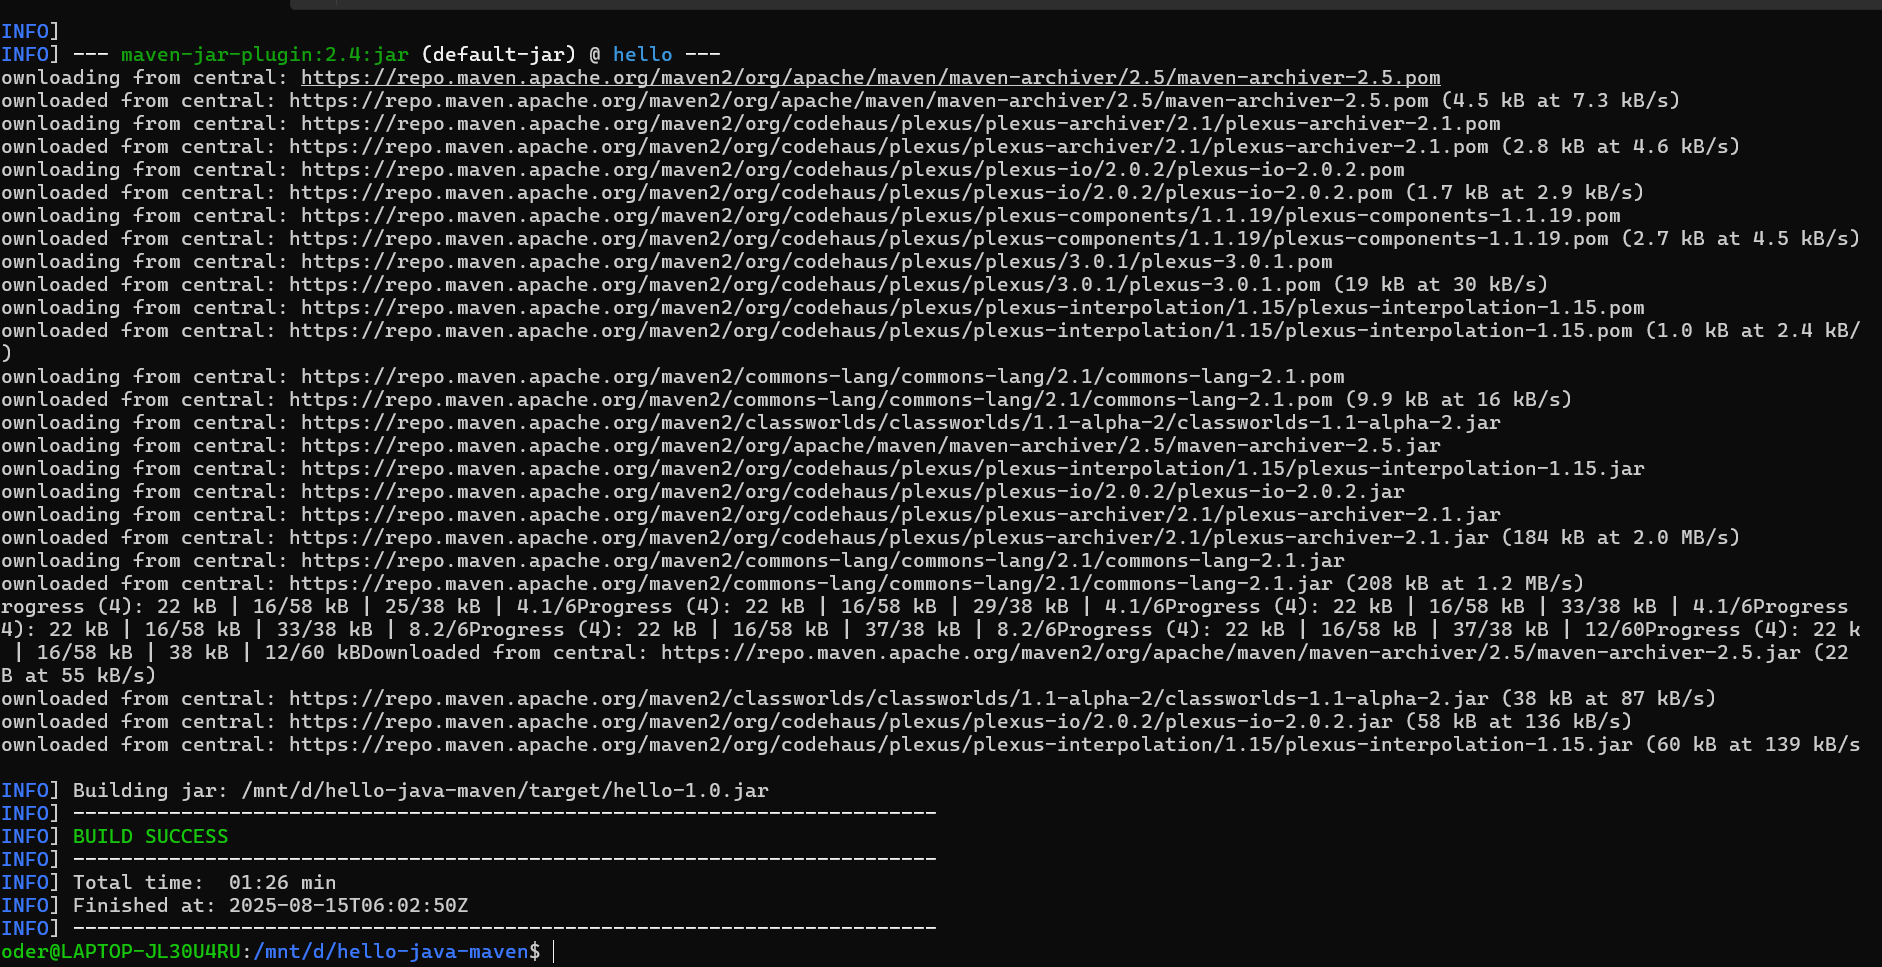 INFO]
INFO] --- maven-jar-plugin:2.4:jar (default-jar) @ hello ---
ownloading from central: https://repo.maven.apache.org/maven2/org/apache/maven/maven-archiver/2.5/maven-archiver-2.5.pom
ownloaded from central: https://repo.maven.apache.org/maven2/org/apache/maven/maven-archiver/2.5/maven-archiver-2.5.pom (4.5 kB at 7.3 kB/s)
ownloading from central: https://repo.maven.apache.org/maven2/org/codehaus/plexus/plexus-archiver/2.1/plexus-archiver-2.1.pom
ownloaded from central: https://repo.maven.apache.org/maven2/org/codehaus/plexus/plexus-archiver/2.1/plexus-archiver-2.1.pom (2.8 kB at 4.6 kB/s)
ownloading from central: https://repo.maven.apache.org/maven2/org/codehaus/plexus/plexus-io/2.0.2/plexus-io-2.0.2.pom
ownloaded from central: https://repo.maven.apache.org/maven2/org/codehaus/plexus/plexus-io/2.0.2/plexus-io-2.0.2.pom (1.7 kB at 2.9 kB/s)
ownloading from central: https://repo.maven.apache.org/maven2/org/codehaus/plexus/plexus-components/1.1.19/plexus-components-1.1.19.pom
ownloaded from central: https://repo.maven.apache.org/maven2/org/codehaus/plexus/plexus-components/1.1.19/plexus-components-1.1.19.pom (2.7 kB at 4.5 kB/s)
ownloading from central: https://repo.maven.apache.org/maven2/org/codehaus/plexus/plexus/3.0.1/plexus-3.0.1.pom
ownloaded from central: https://repo.maven.apache.org/maven2/org/codehaus/plexus/plexus/3.0.1/plexus-3.0.1.pom (19 kB at 30 kB/s)
ownloading from central: https://repo.maven.apache.org/maven2/org/codehaus/plexus/plexus-interpolation/1.15/plexus-interpolation-1.15.pom
ownloaded from central: https://repo.maven.apache.org/maven2/org/codehaus/plexus/plexus-interpolation/1.15/plexus-interpolation-1.15.pom (1.0 kB at 2.4 kB/
)
ownloading from central: https://repo.maven.apache.org/maven2/commons-lang/commons-lang/2.1/commons-lang-2.1.pom
ownloaded from central: https://repo.maven.apache.org/maven2/commons-lang/commons-lang/2.1/commons-lang-2.1.pom (9.9 kB at 16 kB/s)
ownloading from central: https://repo.maven.apache.org/maven2/classworlds/classworlds/1.1-alpha-2/classworlds-1.1-alpha-2.jar
ownloading from central: https://repo.maven.apache.org/maven2/org/apache/maven/maven-archiver/2.5/maven-archiver-2.5.jar
ownloading from central: https://repo.maven.apache.org/maven2/org/codehaus/plexus/plexus-interpolation/1.15/plexus-interpolation-1.15.jar
ownloading from central: https://repo.maven.apache.org/maven2/org/codehaus/plexus/plexus-io/2.0.2/plexus-io-2.0.2.jar
ownloading from central: https://repo.maven.apache.org/maven2/org/codehaus/plexus/plexus-archiver/2.1/plexus-archiver-2.1.jar
ownloaded from central: https://repo.maven.apache.org/maven2/org/codehaus/plexus/plexus-archiver/2.1/plexus-archiver-2.1.jar (184 kB at 2.0 MB/s)
ownloading from central: https://repo.maven.apache.org/maven2/commons-lang/commons-lang/2.1/commons-lang-2.1.jar
ownloaded from central: https://repo.maven.apache.org/maven2/commons-lang/commons-lang/2.1/commons-lang-2.1.jar (208 kB at 1.2 MB/s)
rogress (4): 22 kB | 16/58 kB | 25/38 kB | 4.1/6Progress (4): 22 kB | 16/58 kB | 29/38 kB | 4.1/6Progress (4): 22 kB | 16/58 kB | 33/38 kB | 4.1/6Progress
4): 22 kB | 16/58 kB | 33/38 kB | 8.2/6Progress (4): 22 kB | 16/58 kB | 37/38 kB | 8.2/6Progress (4): 22 kB | 16/58 kB | 37/38 kB | 12/60Progress (4): 22 k
| 16/58 kB | 38 kB | 12/60 kBDownloaded from central: https://repo.maven.apache.org/maven2/org/apache/maven/maven-archiver/2.5/maven-archiver-2.5.jar (22
B at 55 kB/s)
ownloaded from central: https://repo.maven.apache.org/maven2/classworlds/classworlds/1.1-alpha-2/classworlds-1.1-alpha-2.jar (38 kB at 87 kB/s)
ownloaded from central: https://repo.maven.apache.org/maven2/org/codehaus/plexus/plexus-io/2.0.2/plexus-io-2.0.2.jar (58 kB at 136 kB/s)
ownloaded from central: https://repo.maven.apache.org/maven2/org/codehaus/plexus/plexus-interpolation/1.15/plexus-interpolation-1.15.jar (60 kB at 139 kB/s
INFO] Building jar: /mnt/d/hello-java-maven/target/hello-1.0.jar
INFO] ------------------------------------------------------------------------
INFO] BUILD SUCCESS
INFO] ------------------------------------------------------------------------
INFO] Total time:  01:26 min
INFO] Finished at: 2025-08-15T06:02:50Z
INFO] ------------------------------------------------------------------------
oder@LAPTOP-JL30U4RU:/mnt/d/hello-java-maven$